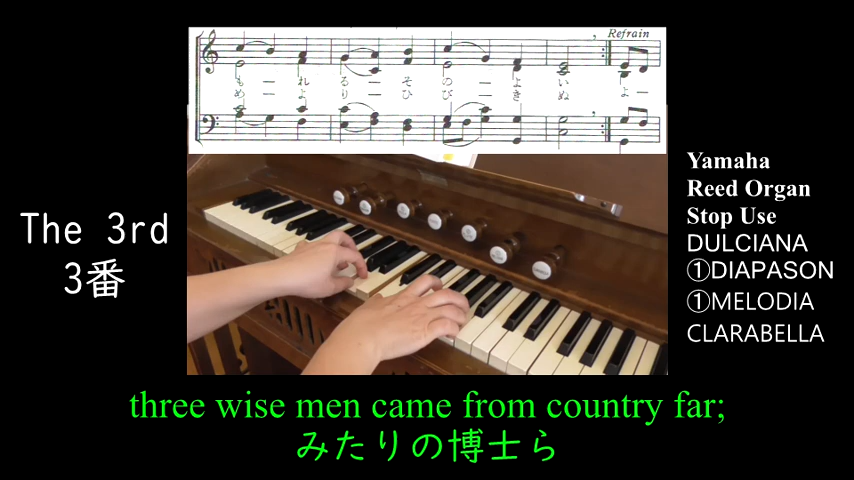 Refrain
も ー れ る ー そ の ー よ い
め ー よ り ー ひ び ー き ぬ よ ー
The 3rd
3番
Yamaha
Reed Organ
Stop Use
DULCIANA
①DIAPASON
①MELODIA
CLARABELLA
three wise men came from country far;
みたりの博士ら